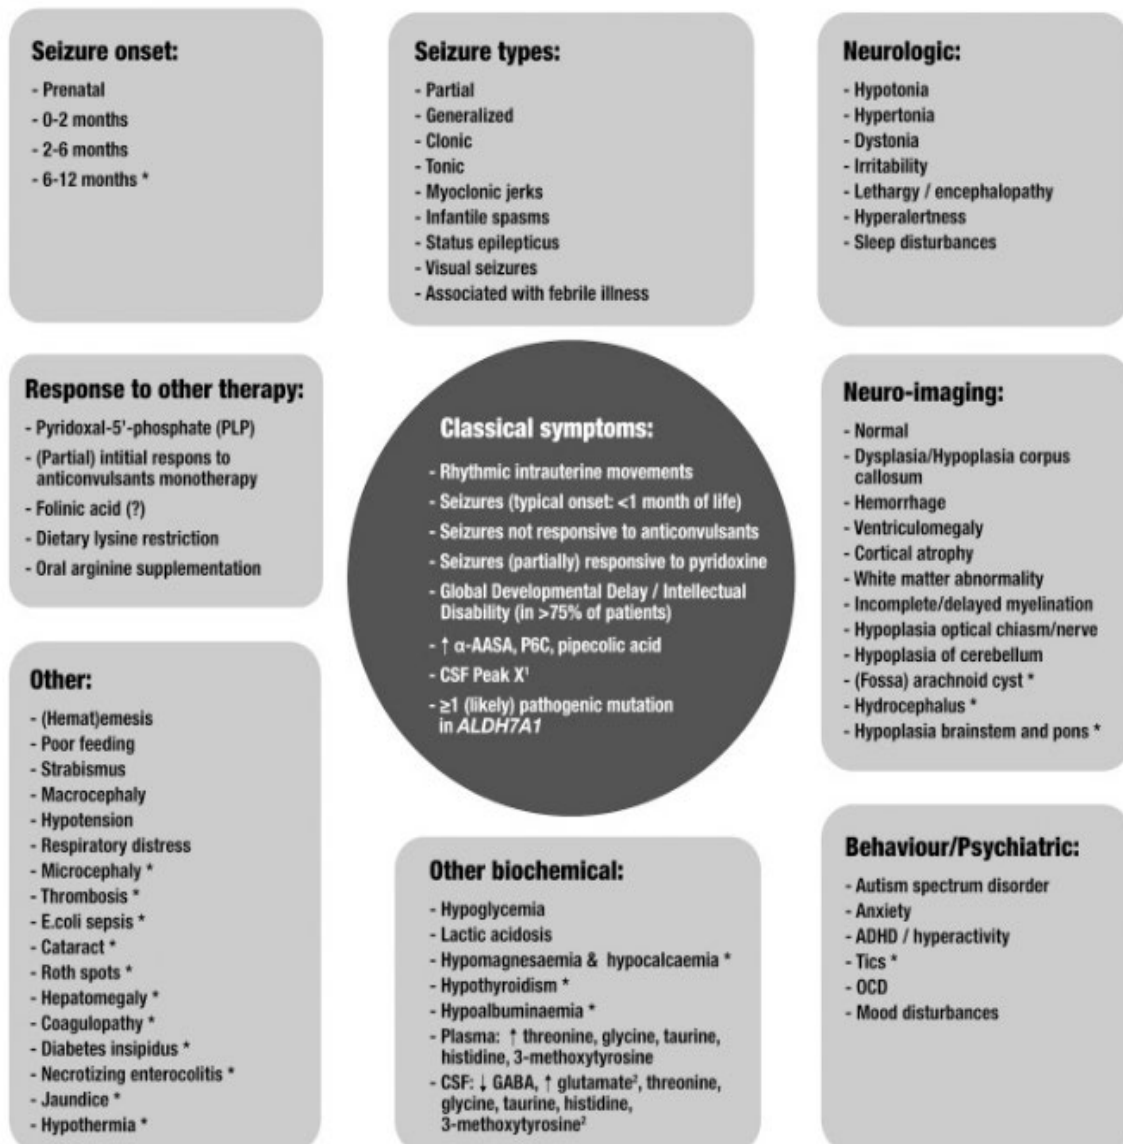 Seizure onset:
- Prenatal
- 0-2 months
- 2-6 months
- 6-12 months *
Seizure types:
- Partial
- Generalized
- Clonic
- Tonic
- Myoclonic jerks
- Infantile spasms
- Status epilepticus
- Visual seizures
- Associated with febrile illness
Neurologic:
- Hypotonia
- Hypertonia
- Dystonia
- Irritability
- Lethargy / encephalopathy
- Hyperalertness
- Sleep disturbances
Response to other therapy:
- Pyridoxal-5'-phosphate (PLP)
- (Partial) intitial respons to
anticonvulsants monotherapy
- Folinic acid (?)
- Dietary lysine restriction
- Oral arginine supplementation
Classical symptoms:
- Rhythmic intrauterine movements
- Seizures (typical onset: <1 month of life)
- Seizures not responsive to anticonvulsants
- Seizures (partially) responsive to pyridoxine
- Global Developmental Delay / Intellectual
Disability (in >75% of patients)
- ↑ α-AASA, P6C, pipecolic acid
- CSF Peak X¹
- ≥1 (likely) pathogenic mutation
in ALDH7A1
Neuro-imaging:
- Normal
- Dysplasia/Hypoplasia corpus
callosum
- Hemorrhage
- Ventriculomegaly
- Cortical atrophy
- White matter abnormality
- Incomplete/delayed myelination
- Hypoplasia optical chiasm/nerve
- Hypoplasia of cerebellum
- (Fossa) arachnoid cyst *
- Hydrocephalus *
- Hypoplasia brainstem and pons *
Other:
- (Hemat)emesis
- Poor feeding
- Strabismus
- Macrocephaly
- Hypotension
- Respiratory distress
- Microcephaly *
- Thrombosis *
- E.coli sepsis *
- Cataract *
- Roth spots *
- Hepatomegaly *
- Coagulopathy *
- Diabetes insipidus *
- Necrotizing enterocolitis *
- Jaundice *
- Hypothermia *
Other biochemical:
- Hypoglycemia
- Lactic acidosis
- Hypomagnesaemia & hypocalcaemia *
- Hypothyroidism *
- Hypoalbuminaemia *
- Plasma: ↑ threonine, glycine, taurine,
histidine, 3-methoxytyrosine
- CSF: ↓ GABA, ↑ glutamate², threonine,
glycine, taurine, histidine,
3-methoxytyrosine²
Behaviour/Psychiatric:
- Autism spectrum disorder
- Anxiety
- ADHD / hyperactivity
- Tics *
- OCD
- Mood disturbances